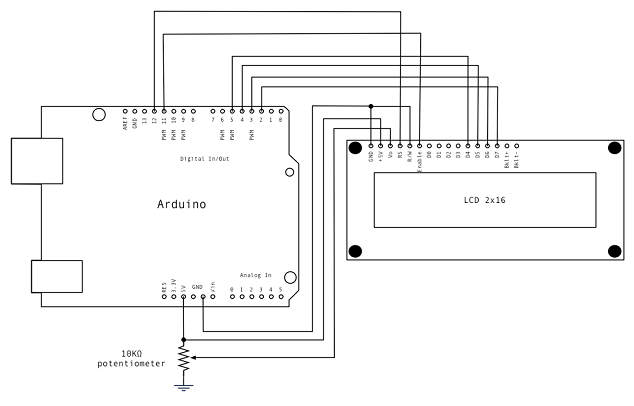 AREF
GND
13
12
11
10
9
8
7
6
5
4
3
2
1
0
PWM
PWM
PWM
PWM
PWM
PWM
Digital In/Out
Arduino
Analog In
RES
3.3V
5V
GND
Vin
0
1
2
3
4
5
GND
+5V
Vo
RS
R/W
Enable
D0
D1
D2
D3
D4
D5
D6
D7
Bklt+
Bklt-
LCD 2x16
10KΩ
potentiometer